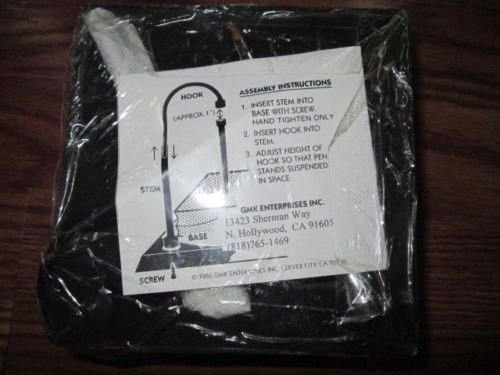 HOOK
(APPROX.1")
STEM
BASE
SCREW
ASSEMBLY INSTRUCTIONS
1. INSERT STEM INTO
BASE WITH SCREW.
HAND TIGHTEN ONLY
2. INSERT HOOK INTO
STEM.
3. ADJUST HEIGHT OF
HOOK SO THAT PEN
STANDS SUSPENDED
IN SPACE
GMK ENTERPRISES INC.
13423 Sherman Way
N. Hollywood, CA 91605
(818)765-1469
© 1986 GMK ENTERPRISES INC, CULVER CITY, CA